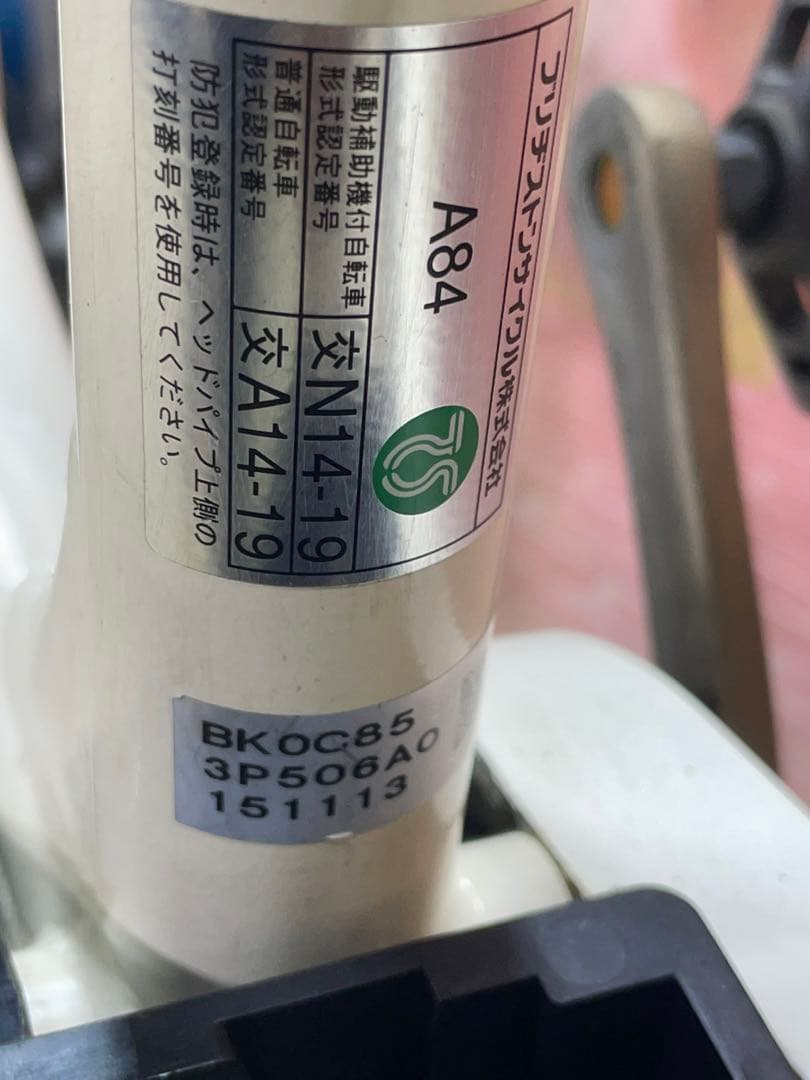 ブリヂストンサイクル株式会社
A84
TS
駆動補助機付自転車
形式認定番号
交N14-19
普通自転車
形式認定番号
交A14-19
防犯登録時は、ヘッドパイプ上側の
打刻番号を使用してください。
BK0C85
3P506A0
151113